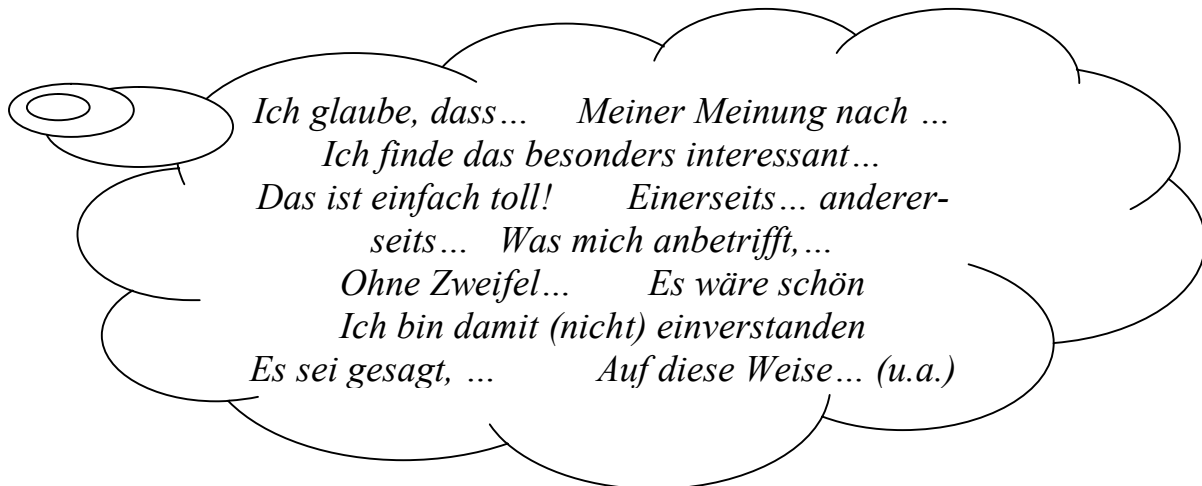 Ich glaube, dass… Meiner Meinung nach …
Ich finde das besonders interessant…
Das ist einfach toll! Einerseits… anderer-
seits… Was mich anbetrifft,…
Ohne Zweifel… Es wäre schön
Ich bin damit (nicht) einverstanden
Es sei gesagt, … Auf diese Weise… (u.a.)